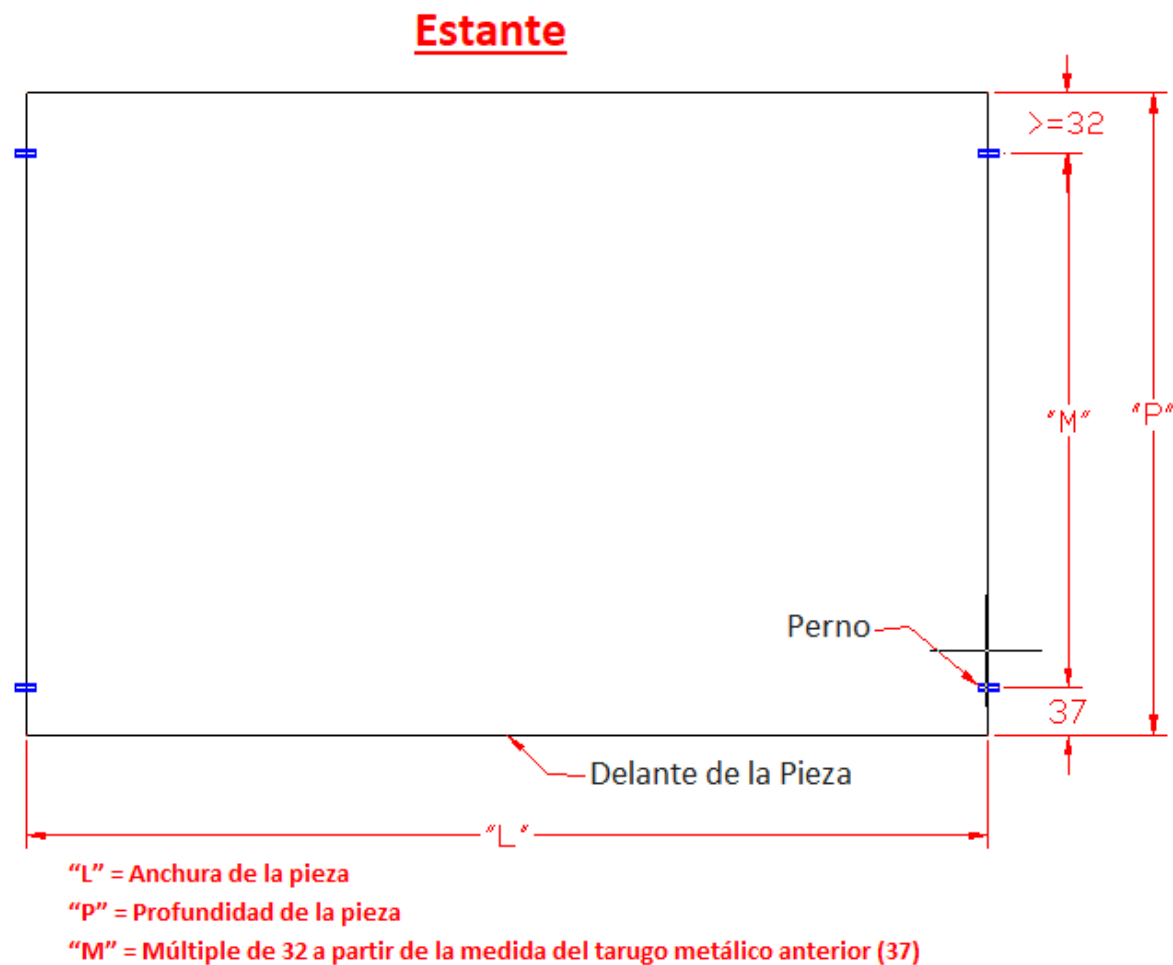 Estante
>=32
"M"
"P"
Perno
37
Delante de la Pieza
"L"
“L” = Anchura de la pieza
“P” = Profundidad de la pieza
“M” = Múltiple de 32 a partir de la medida del tarugo metálico anterior (37)